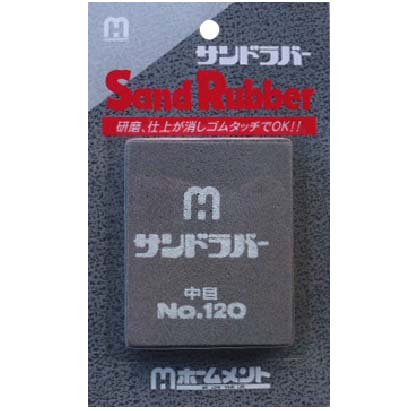 サンドラバー
Sand Rubber
研磨、仕上が消しゴムタッチでOK!!
サンドラバー
中目
No.120
ホームメント